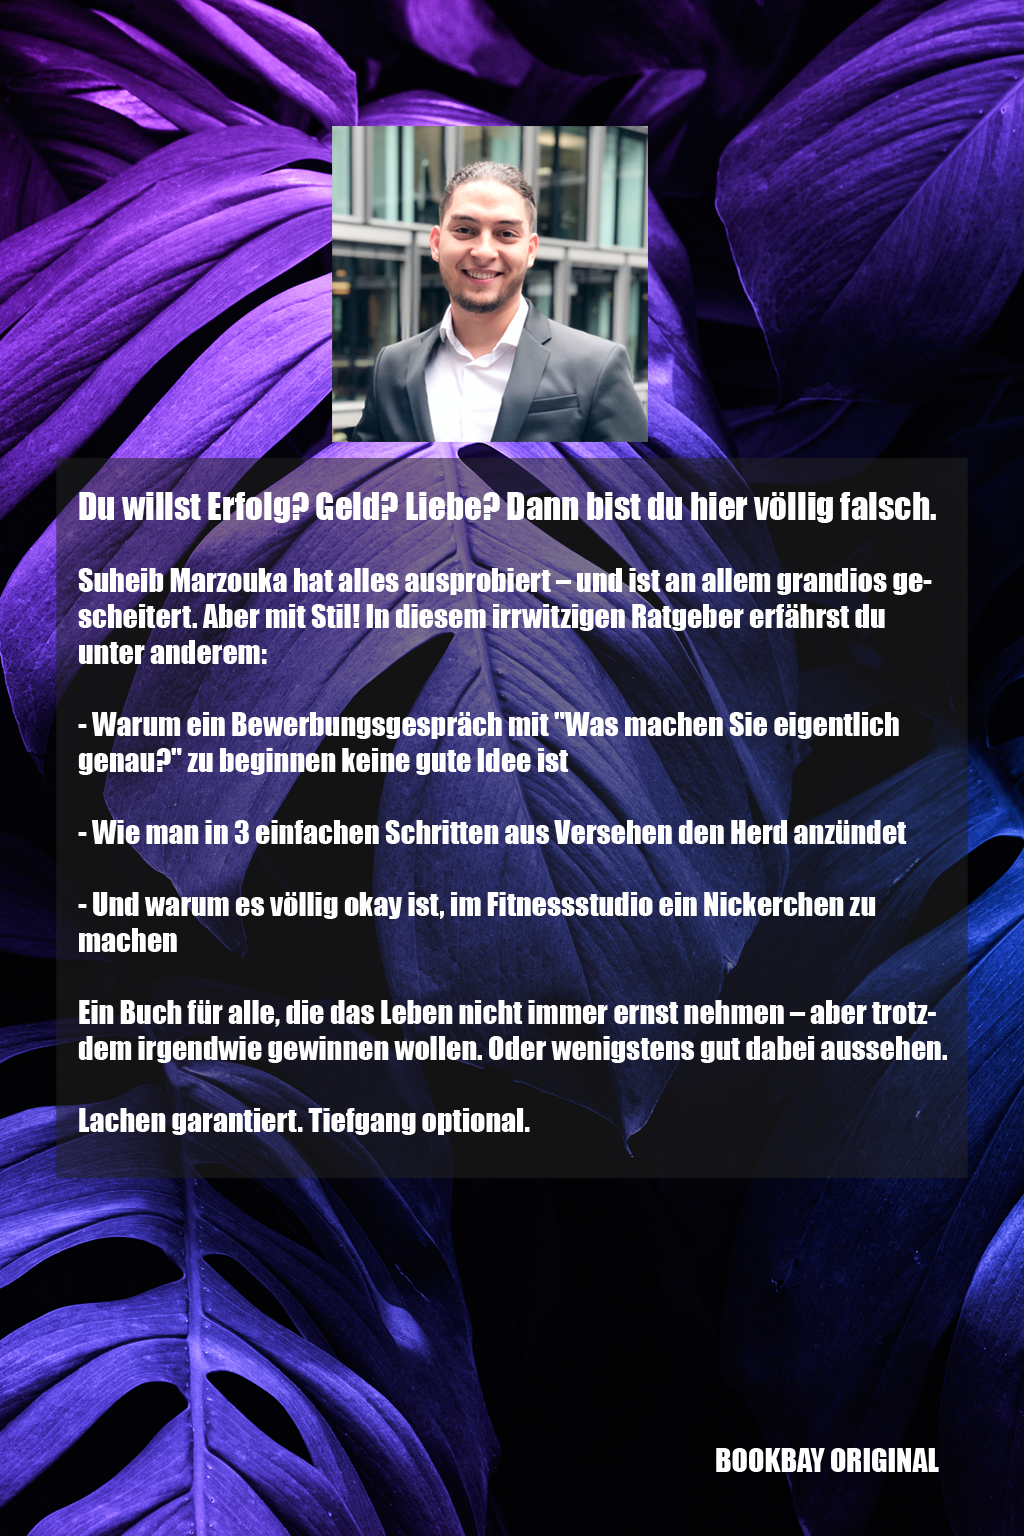 Du willst Erfolg? Geld? Liebe? Dann bist du hier völlig falsch.
Suheib Marzouka hat alles ausprobiert – und ist an allem grandios ge-
scheitert. Aber mit Stil! In diesem irrwitzigen Ratgeber erfährst du
unter anderem:
- Warum ein Bewerbungsgespräch mit "Was machen Sie eigentlich
genau?" zu beginnen keine gute Idee ist
- Wie man in 3 einfachen Schritten aus Versehen den Herd anzündet
- Und warum es völlig okay ist, im Fitnessstudio ein Nickerchen zu
machen
Ein Buch für alle, die das Leben nicht immer ernst nehmen – aber trotz-
dem irgendwie gewinnen wollen. Oder wenigstens gut dabei aussehen.
Lachen garantiert. Tiefgang optional.
BOOKBAY ORIGINAL